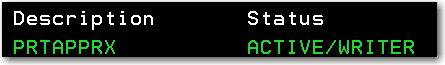 Description Status
PRTAPPRX ACTIVE/WRITER